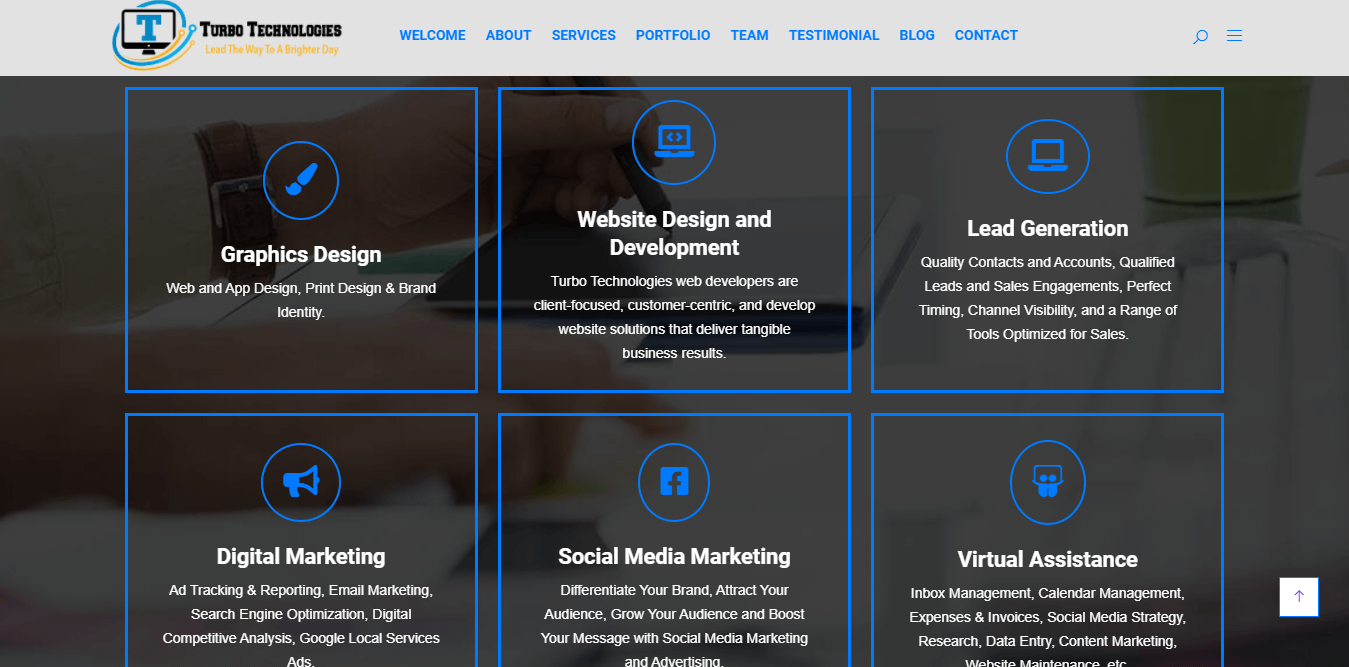 T
TURBO TECHNOLOGIES
Lead The Way To A Brighter Day
WELCOME ABOUT SERVICES PORTFOLIO TEAM TESTIMONIAL BLOG CONTACT
Graphics Design
Web and App Design, Print Design & Brand
Identity.
Website Design and
Development
Turbo Technologies web developers are
client-focused, customer-centric, and develop
website solutions that deliver tangible
business results.
Lead Generation
Quality Contacts and Accounts, Qualified
Leads and Sales Engagements, Perfect
Timing, Channel Visibility, and a Range of
Tools Optimized for Sales.
Digital Marketing
Ad Tracking & Reporting, Email Marketing,
Search Engine Optimization, Digital
Competitive Analysis, Google Local Services
Ads.
Social Media Marketing
Differentiate Your Brand, Attract Your
Audience, Grow Your Audience and Boost
Your Message with Social Media Marketing
and Advertising.
Virtual Assistance
Inbox Management, Calendar Management,
Expenses & Invoices, Social Media Strategy,
Research, Data Entry, Content Marketing,
Website Maintenance, etc